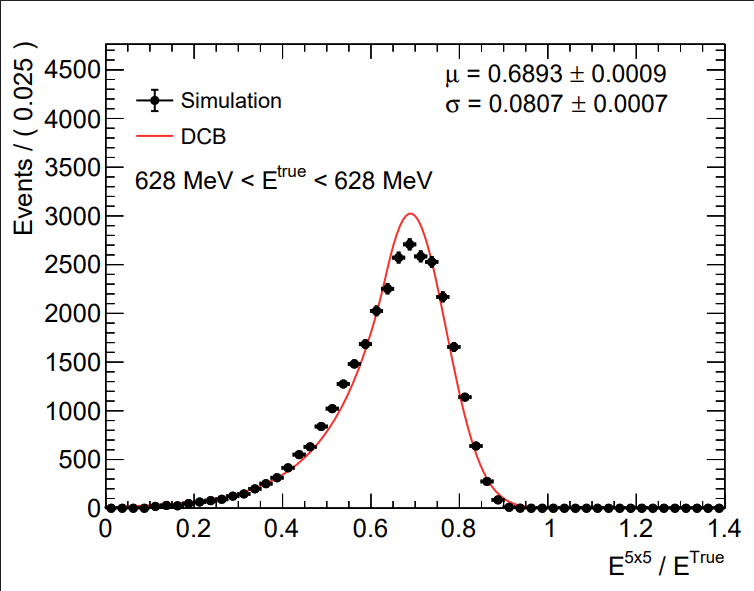 Events / ( 0.025 )
4500
4000
3500
3000
2500
2000
1500
1000
500
0
μ = 0.6893 ± 0.0009
σ = 0.0807 ± 0.0007
Simulation
DCB
628 MeV < E^true < 628 MeV
0 0.2 0.4 0.6 0.8 1 1.2 1.4
E^5x5 / E^True